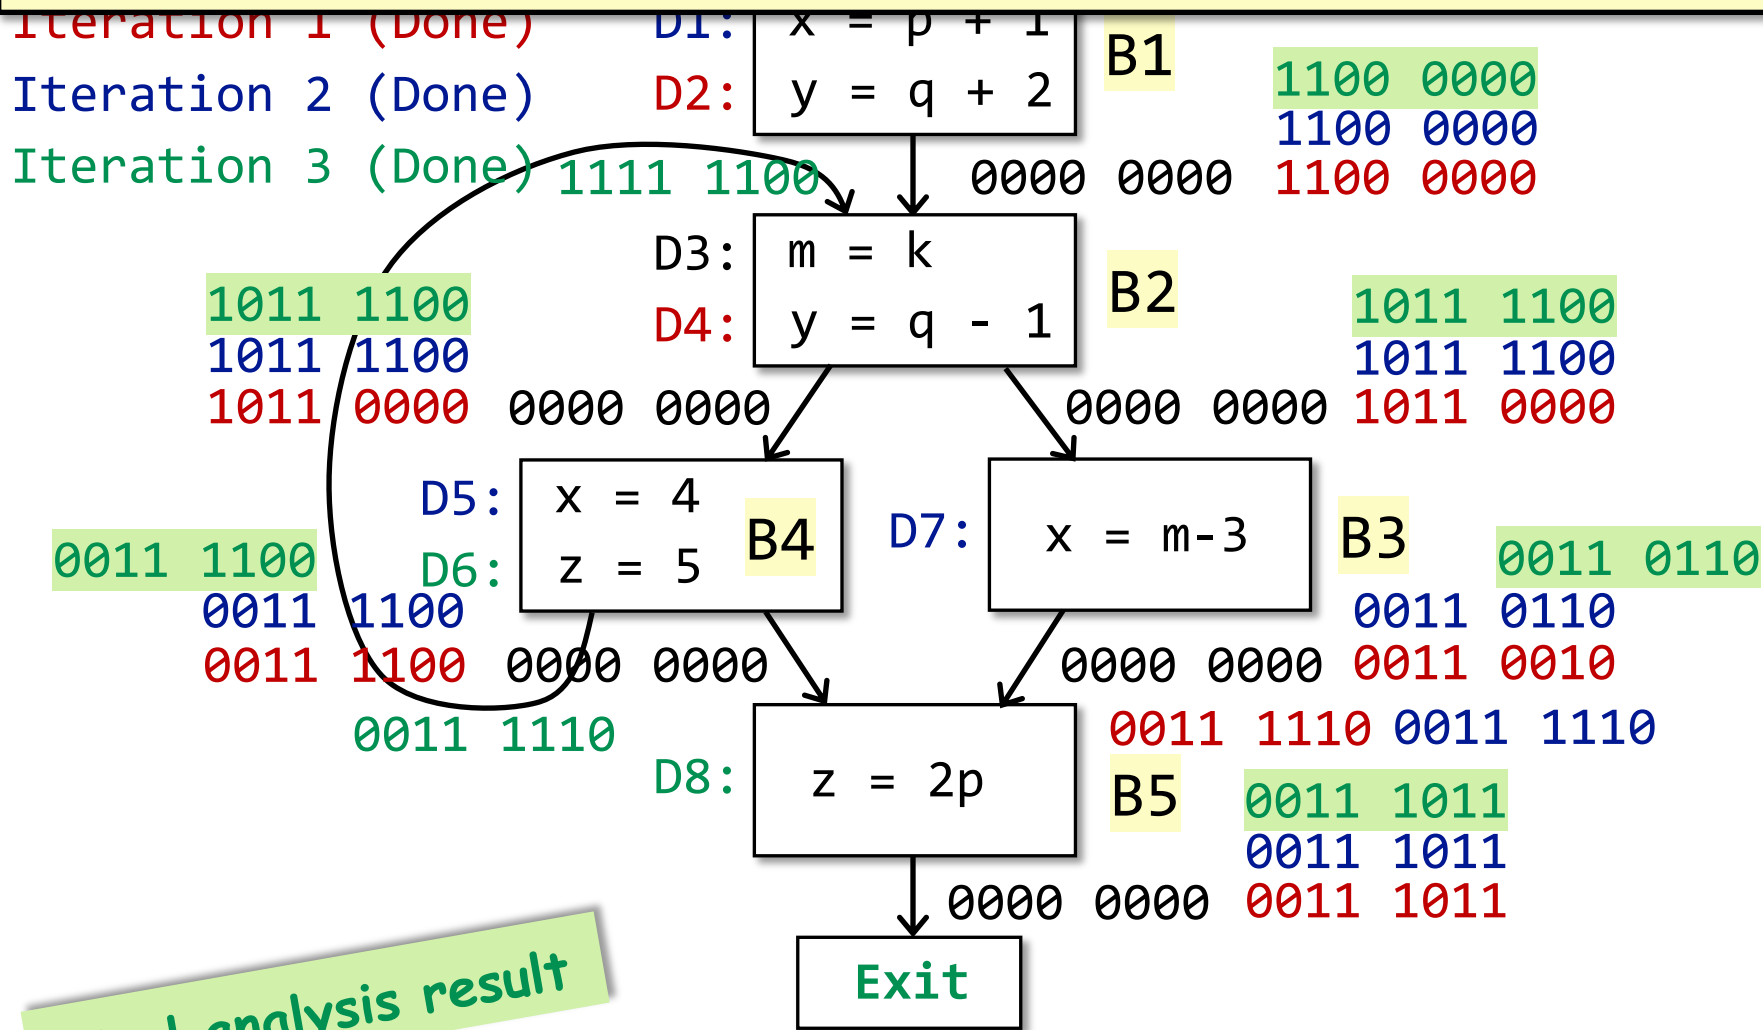 Iteration 1 (Done) D1: x = p + 1 B1
1100 0000
Iteration 2 (Done) D2: y = q + 2
1100 0000
Iteration 3 (Done) 1111 1100 0000 0000 1100 0000
D3: m = k
B2
1011 1100 1011 1100
D4: y = q - 1
1011 1100 1011 1100
1011 0000 0000 0000 0000 0000 1011 0000
D5: x = 4
B4 D7: x = m-3 B3
0011 1100 D6: z = 5 0011 0110
0011 1100 0011 0110
0011 1100 0000 0000 0000 0000 0011 0010
0011 1110 0011 1110 0011 1110
D8: z = 2p B5 0011 1011
0011 1011
0000 0000 0011 1011
Exit
analysis result